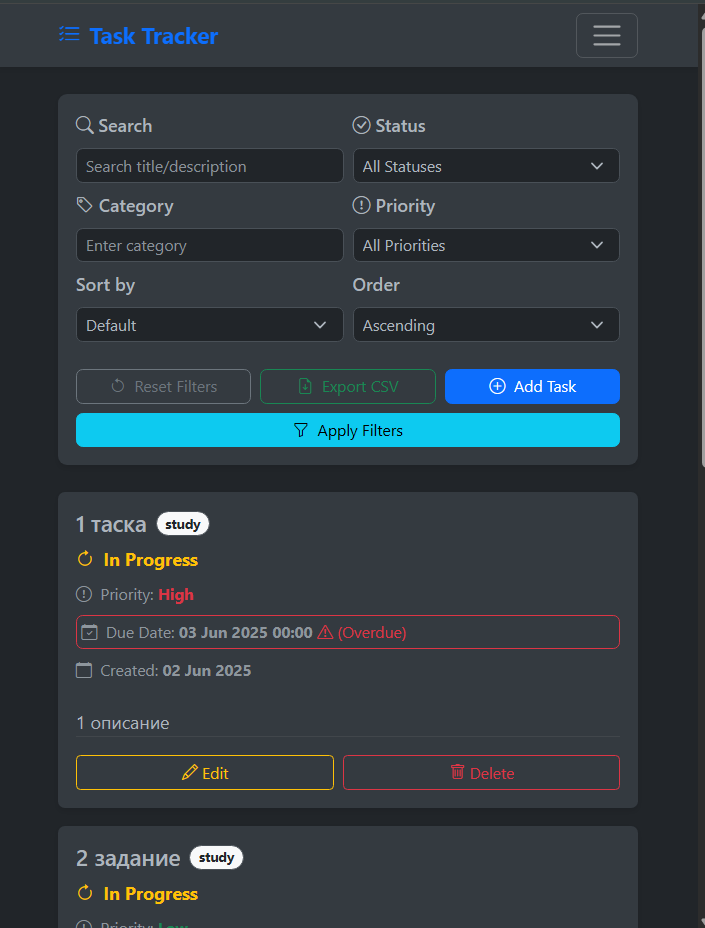 Task Tracker
Search Status
Search title/description All Statuses
Category Priority
Enter category All Priorities
Sort by Order
Default Ascending
Reset Filters Export CSV Add Task
Apply Filters
1 таска study
In Progress
Priority: High
Due Date: 03 Jun 2025 00:00 (Overdue)
Created: 02 Jun 2025
1 описание
Edit Delete
2 задание study
In Progress
Priority: Low